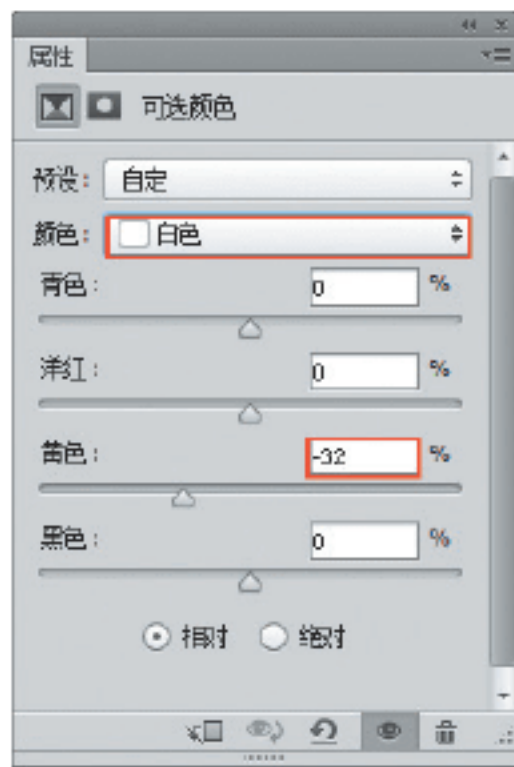 属性
可选颜色
预设： 自定
颜色： 白色
青色： 0 %
洋红： 0 %
黄色： -32 %
黑色： 0 %
相对 绝对